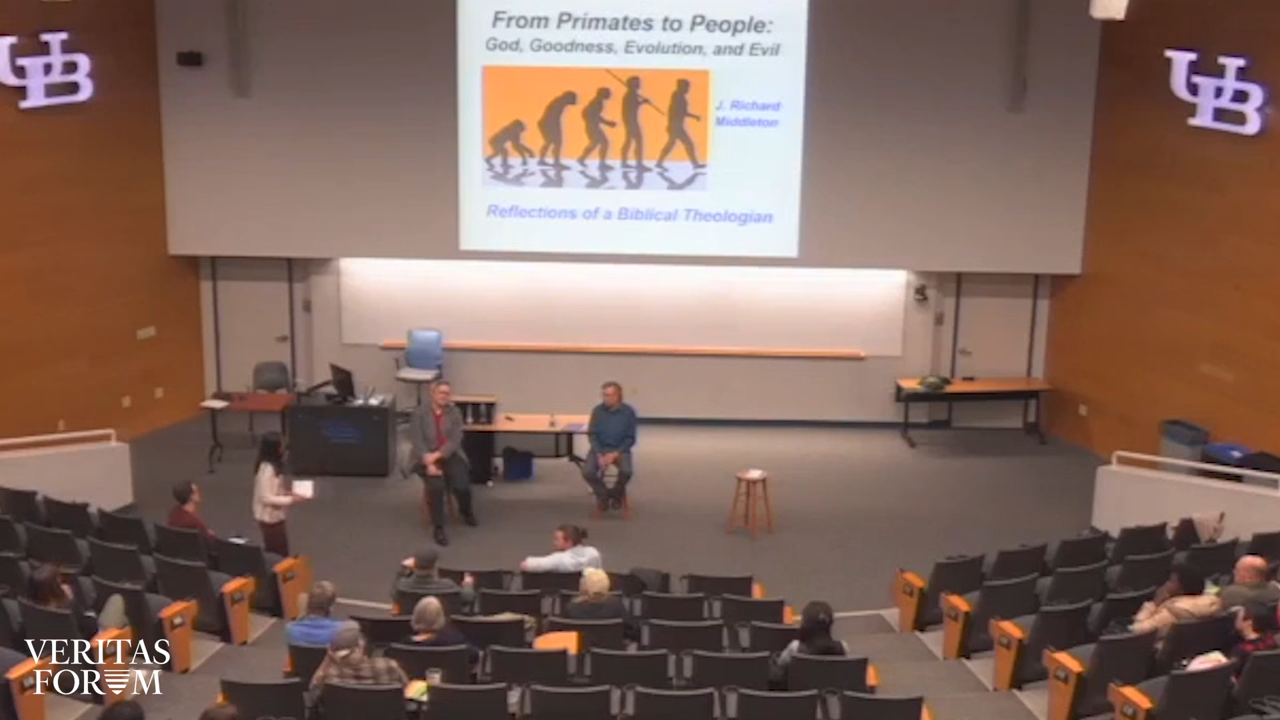 From Primates to People:
God, Goodness, Evolution, and Evil
J. Richard
Middleton
Reflections of a Biblical Theologian
UB
UB
VERITAS
FORUM